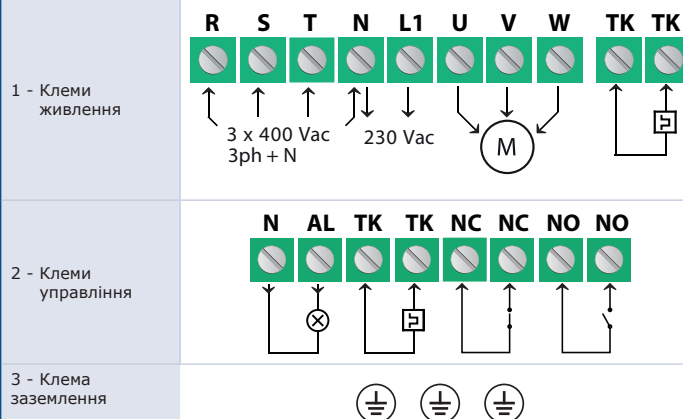 R S T N L1 U V W TK TK
1 - Клеми
живлення
3 x 400 Vac
3ph + N
230 Vac
M
N AL TK TK NC NC NO NO
2 - Клеми
управління
3 - Клема
заземлення